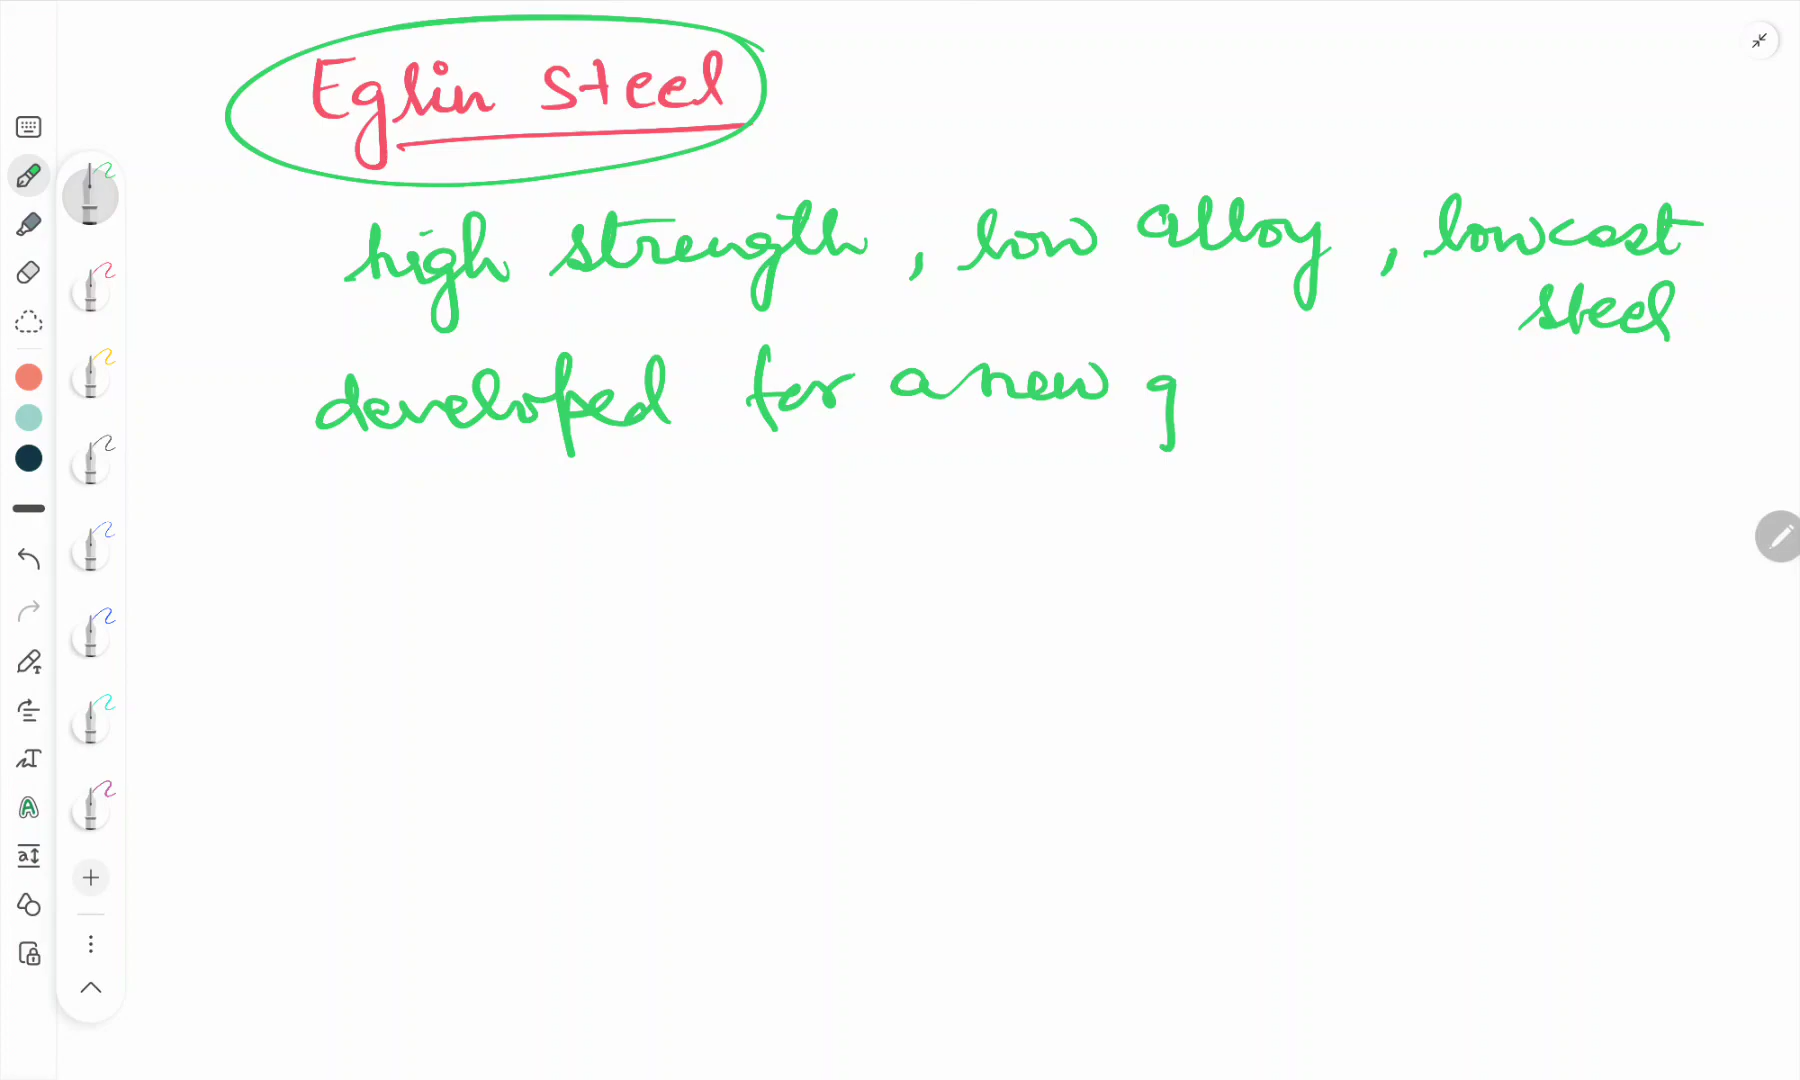 Eglin steel
high strength, low alloy, lowcost
steel
developed for a new g